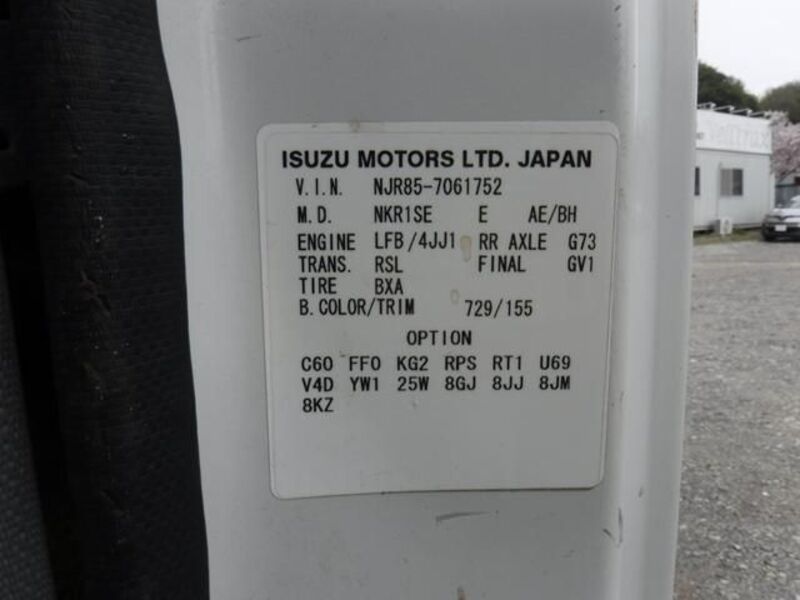 ISUZU MOTORS LTD. JAPAN
V.I.N. NJR85-7061752
M.D. NKR1SE E AE/BH
ENGINE LFB/4JJ1 RR AXLE G73
TRANS. RSL FINAL GV1
TIRE BXA
B.COLOR/TRIM 729/155
OPTION
C60 FF0 KG2 RPS RT1 U69
V4D YW1 25W 8GJ 8JJ 8JM
8KZ